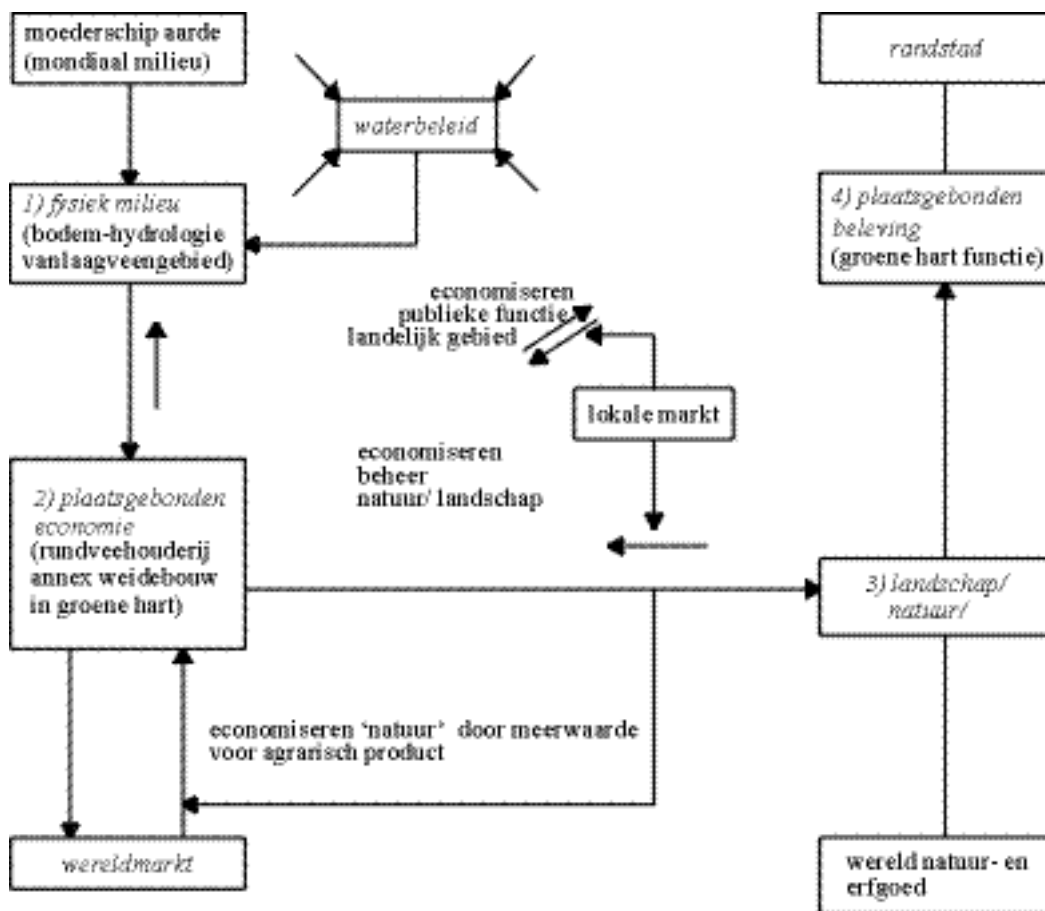 moederschip aarde
(mondiaal milieu)
randstad
waterbeleid
1) fysiek milieu
(bodem-hydrologie
vanlaagveengebied)
4) plaatsgebonden
beleving
(groene hart functie)
economiseren
publieke functie
landelijk gebied
lokale markt
economiseren
beheer
natuur/ landschap
2) plaatsgebonden
economie
(rundveehouderij
annex weidebouw
in groene hart)
3) landschap/
natuur/
economiseren ‘natuur’ door meerwaarde
voor agrarisch product
wereldmarkt
wereld natuur- en
erfgoed